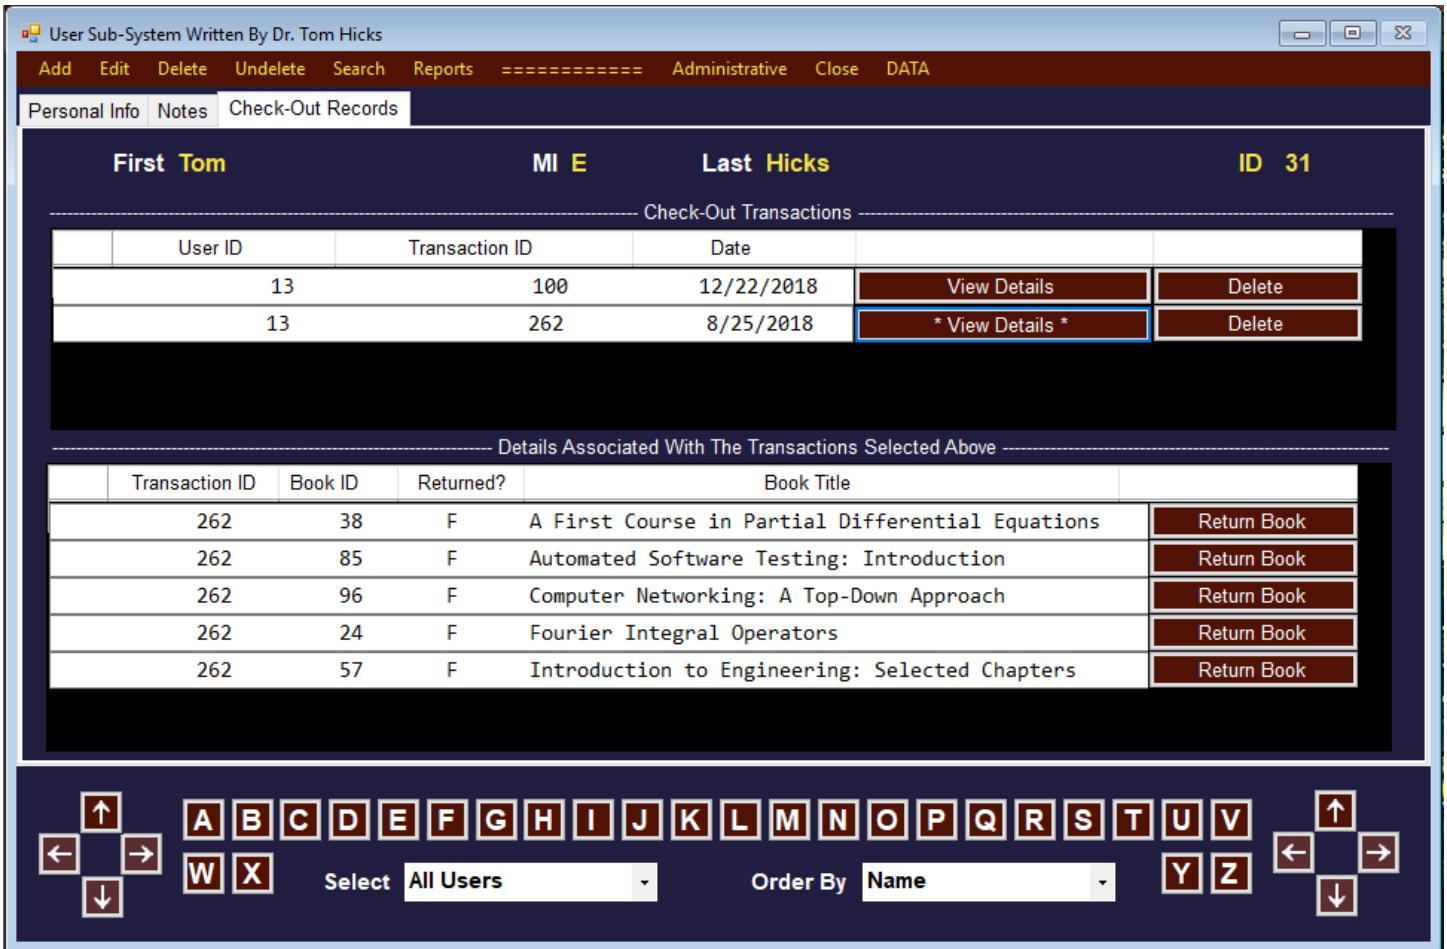 User Sub-System Written By Dr. Tom Hicks
Add Edit Delete Undelete Search Reports ============ Administrative Close DATA
Personal Info Notes Check-Out Records
First Tom MI E Last Hicks ID 31
Check-Out Transactions
User ID Transaction ID Date
13 100 12/22/2018 View Details Delete
13 262 8/25/2018 * View Details * Delete
Details Associated With The Transactions Selected Above
Transaction ID Book ID Returned? Book Title
262 38 F A First Course in Partial Differential Equations Return Book
262 85 F Automated Software Testing: Introduction Return Book
262 96 F Computer Networking: A Top-Down Approach Return Book
262 24 F Fourier Integral Operators Return Book
262 57 F Introduction to Engineering: Selected Chapters Return Book
A B C D E F G H I J K L M N O P Q R S T U V
W X Select All Users Order By Name Y Z